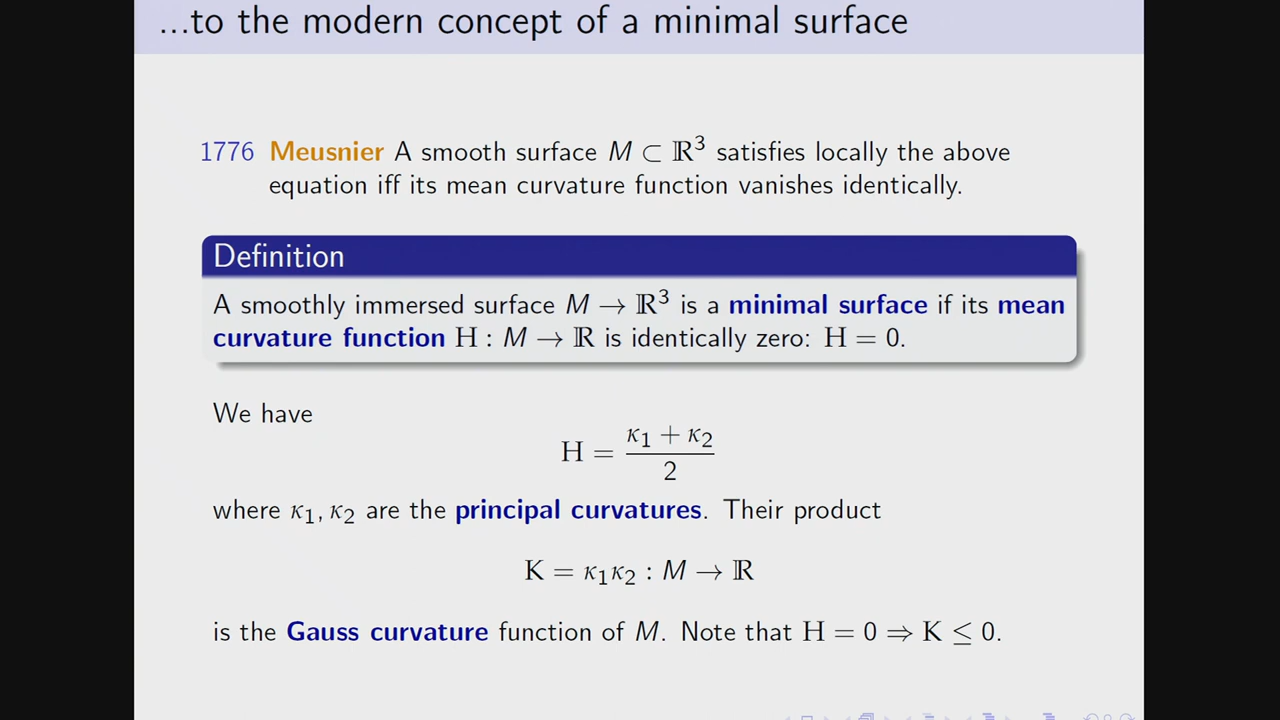 ...to the modern concept of a minimal surface
1776 Meusnier A smooth surface M ⊂ ℝ³ satisfies locally the above
equation iff its mean curvature function vanishes identically.
Definition
A smoothly immersed surface M → ℝ³ is a minimal surface if its mean
curvature function H : M → ℝ is identically zero: H = 0.
We have
H = (κ₁ + κ₂) / 2
where κ₁, κ₂ are the principal curvatures. Their product
K = κ₁κ₂ : M → ℝ
is the Gauss curvature function of M. Note that H = 0 ⇒ K ≤ 0.